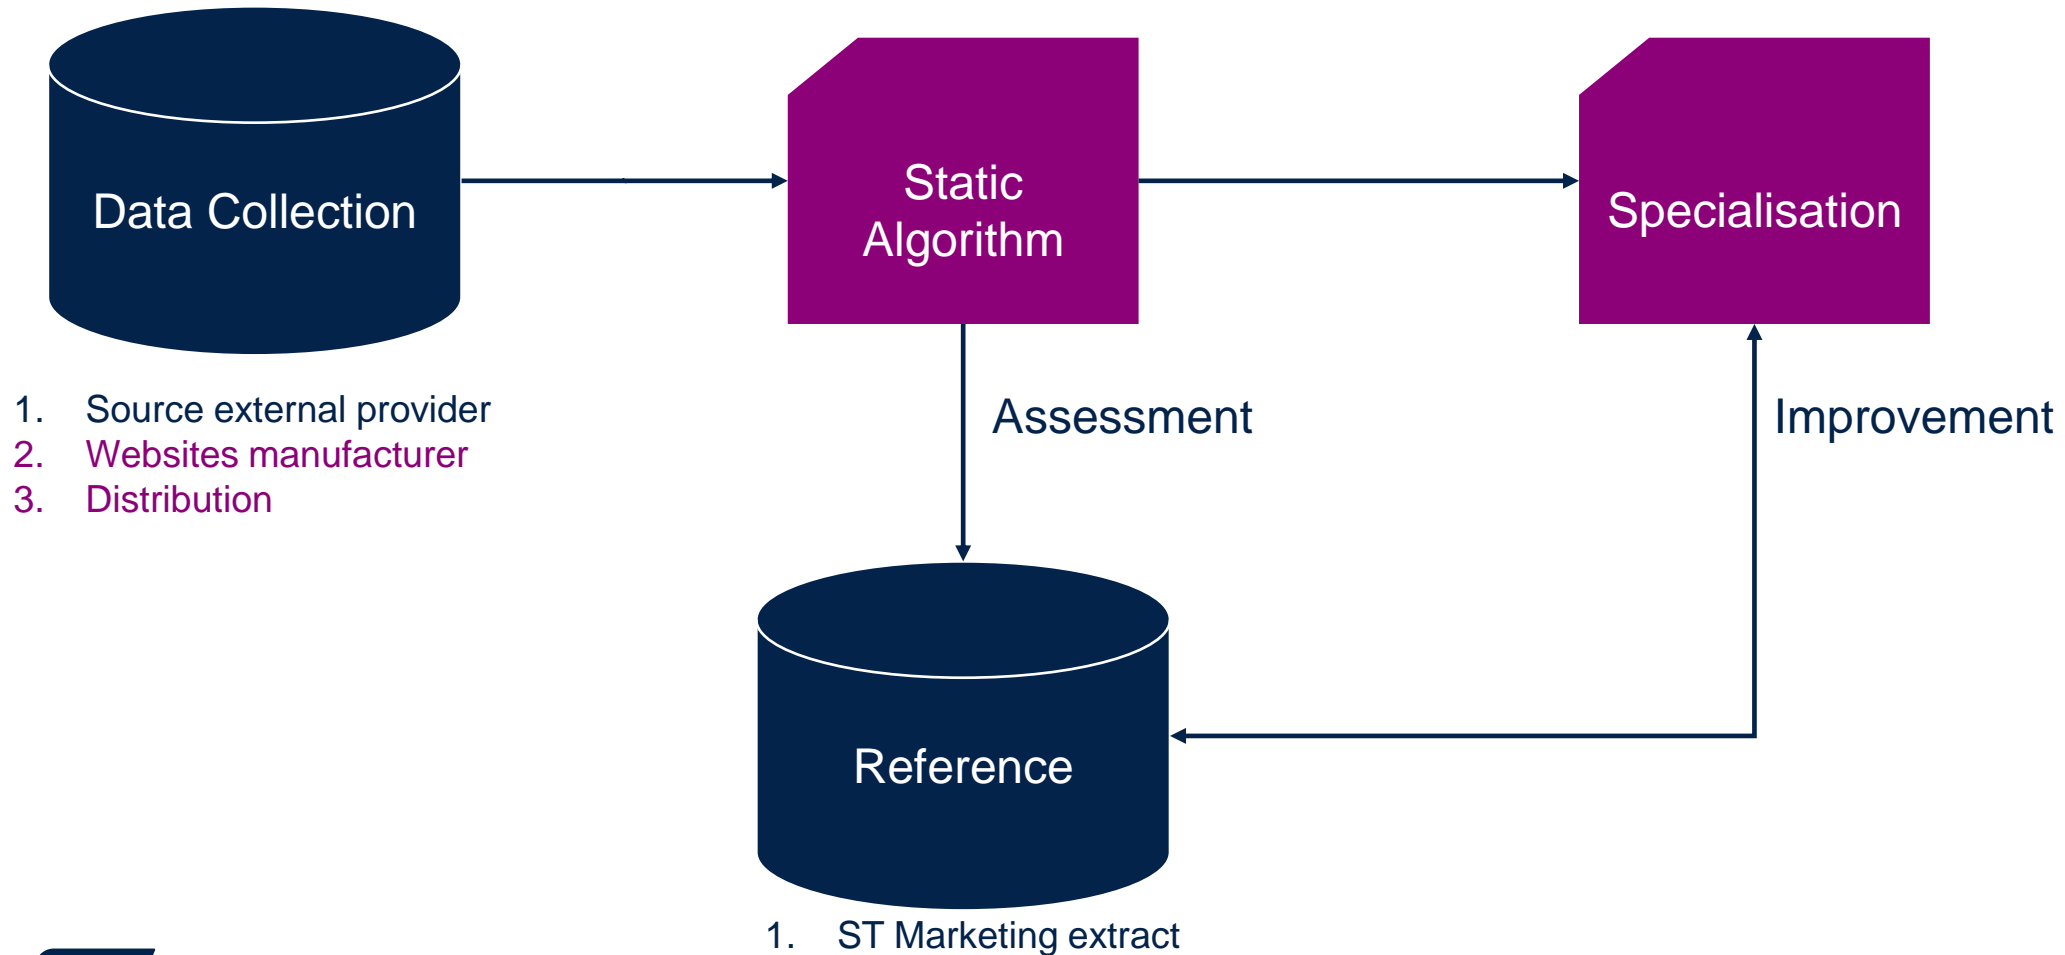 Data Collection
Static
Algorithm
Specialisation
1. Source external provider
2. Websites manufacturer
3. Distribution
Assessment
Improvement
Reference
1. ST Marketing extract